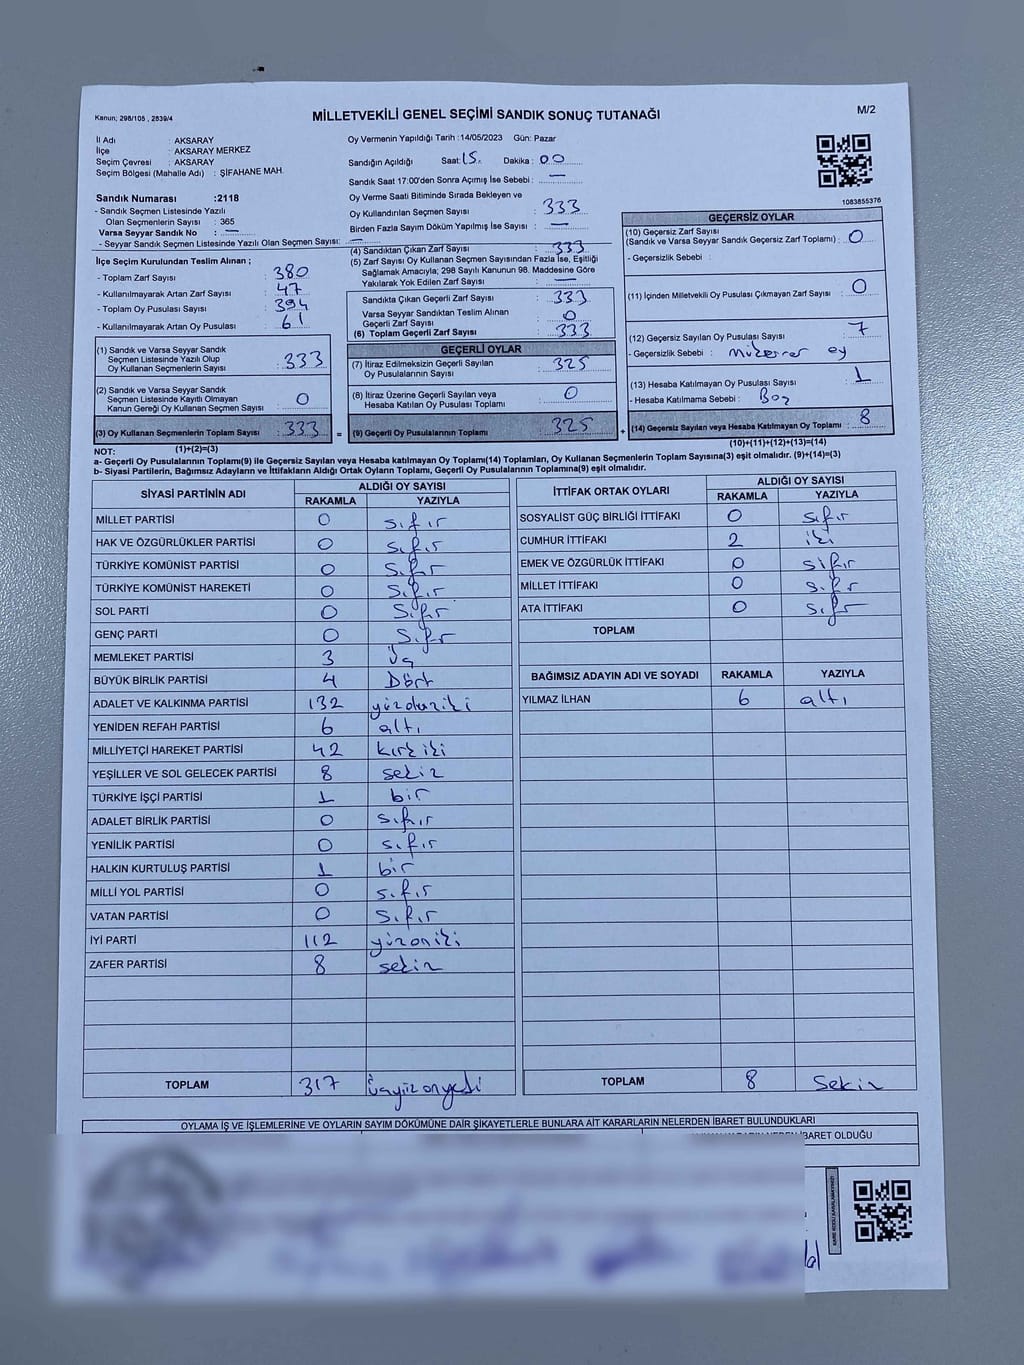 Kanun; 298/105 , 2839/4
MİLLETVEKİLİ GENEL SEÇİMİ SANDIK SONUÇ TUTANAĞI
M/2
İl Adı : AKSARAY
İlçe : AKSARAY MERKEZ
Seçim Çevresi : AKSARAY
Seçim Bölgesi (Mahalle Adı) : ŞİFAHANE MAH.
Sandık Numarası :2118
- Sandık Seçmen Listesinde Yazılı
Olan Seçmenlerin Sayısı : 365
Varsa Seyyar Sandık No : —
- Seyyar Sandık Seçmen Listesinde Yazılı Olan Seçmen Sayısı: —
İlçe Seçim Kurulundan Teslim Alınan ;
- Toplam Zarf Sayısı : 380
- Kullanılmayarak Artan Zarf Sayısı : 47
- Toplam Oy Pusulası Sayısı : 394
- Kullanılmayarak Artan Oy Pusulası : 61
(1) Sandık ve Varsa Seyyar Sandık
Seçmen Listesinde Yazılı Olup
Oy Kullanan Seçmenlerin Sayısı : 333
(2) Sandık ve Varsa Seyyar Sandık
Seçmen Listesinde Kayıtlı Olmayan
Kanun Gereği Oy Kullanan Seçmen Sayısı : 0
(3) Oy Kullanan Seçmenlerin Toplam Sayısı : 333
(1)+(2)=(3)
Oy Vermenin Yapıldığı Tarih :14/05/2023 Gün: Pazar
Sandığın Açıldığı Saat: 15. Dakika : 00
Sandık Saat 17:00'den Sonra Açımış İse Sebebi : —
Oy Verme Saati Bitiminde Sırada Bekleyen ve
Oy Kullandırılan Seçmen Sayısı : 333
Birden Fazla Sayım Döküm Yapılmış İse Sayısı : —
(4) Sandıktan Çıkan Zarf Sayısı : 333
(5) Zarf Sayısı Oy Kullanan Seçmen Sayısından Fazla İse, Eşitliği
Sağlamak Amacıyla; 298 Sayılı Kanunun 98. Maddesine Göre
Yakılarak Yok Edilen Zarf Sayısı : —
Sandıkta Çıkan Geçerli Zarf Sayısı : 333
Varsa Seyyar Sandıktan Teslim Alınan
Geçerli Zarf Sayısı : 0
(6) Toplam Geçerli Zarf Sayısı : 333
GEÇERLİ OYLAR
(7) İtiraz Edilmeksizin Geçerli Sayılan
Oy Pusulalarının Sayısı : 325
(8) İtiraz Üzerine Geçerli Sayılan veya
Hesaba Katılan Oy Pusulası Toplamı : 0
= (9) Geçerli Oy Pusulalarının Toplamı : 325 +
1083855376
GEÇERSİZ OYLAR
(10) Geçersiz Zarf Sayısı
(Sandık ve Varsa Seyyar Sandık Geçersiz Zarf Toplamı) : 0
- Geçersizlik Sebebi :
(11) İçinden Milletvekili Oy Pusulası Çıkmayan Zarf Sayısı : 0
(12) Geçersiz Sayılan Oy Pusulası Sayısı : 7
- Geçersizlik Sebebi : mükerrer oy
(13) Hesaba Katılmayan Oy Pusulası Sayısı : 1
- Hesaba Katılmama Sebebi : Boş
(14) Geçersiz Sayılan veya Hesaba Katılmayan Oy Toplamı : 8
(10)+(11)+(12)+(13)=(14)
NOT:
a- Geçerli Oy Pusulalarının Toplamı(9) ile Geçersiz Sayılan veya Hesaba Katılmayan Oy Toplamı(14) Toplamları, Oy Kullanan Seçmenlerin Toplam Sayısına(3) eşit olmalıdır. (9)+(14)=(3)
b- Siyasi Partilerin, Bağımsız Adayların ve İttifakların Aldığı Ortak Oyların Toplamı, Geçerli Oy Pusulalarının Toplamına(9) eşit olmalıdır.
SİYASİ PARTİNİN ADI ALDIĞI OY SAYISI
RAKAMLA YAZIYLA
MİLLET PARTİSİ 0 sıfır
HAK VE ÖZGÜRLÜKLER PARTİSİ 0 sıfır
TÜRKİYE KOMÜNİST PARTİSİ 0 sıfır
TÜRKİYE KOMÜNİST HAREKETİ 0 sıfır
SOL PARTİ 0 sıfır
GENÇ PARTİ 0 sıfır
MEMLEKET PARTİSİ 3 üç
BÜYÜK BİRLİK PARTİSİ 4 Dört
ADALET VE KALKINMA PARTİSİ 132 yüzotuziki
YENİDEN REFAH PARTİSİ 6 altı
MİLLİYETÇİ HAREKET PARTİSİ 42 kırkiki
YEŞİLLER VE SOL GELECEK PARTİSİ 8 sekiz
TÜRKİYE İŞÇİ PARTİSİ 1 bir
ADALET BİRLİK PARTİSİ 0 sıfır
YENİLİK PARTİSİ 0 sıfır
HALKIN KURTULUŞ PARTİSİ 1 bir
MİLLİ YOL PARTİSİ 0 sıfır
VATAN PARTİSİ 0 sıfır
İYİ PARTİ 112 yüzoniki
ZAFER PARTİSİ 8 sekiz
TOPLAM 317 üçyüzonyedi
İTTİFAK ORTAK OYLARI ALDIĞI OY SAYISI
RAKAMLA YAZIYLA
SOSYALİST GÜÇ BİRLİĞİ İTTİFAKI 0 sıfır
CUMHUR İTTİFAKI 2 iki
EMEK VE ÖZGÜRLÜK İTTİFAKI 0 sıfır
MİLLET İTTİFAKI 0 sıfır
ATA İTTİFAKI 0 sıfır
TOPLAM
BAĞIMSIZ ADAYIN ADI VE SOYADI RAKAMLA YAZIYLA
YILMAZ İLHAN 6 altı
TOPLAM 8 sekiz
OYLAMA İŞ VE İŞLEMLERİNE VE OYLARIN SAYIM DÖKÜMÜNE DAİR ŞİKAYETLERLE BUNLARA AİT KARARLARIN NELERDEN İBARET BULUNDUKLARI
İBARET OLDUĞU